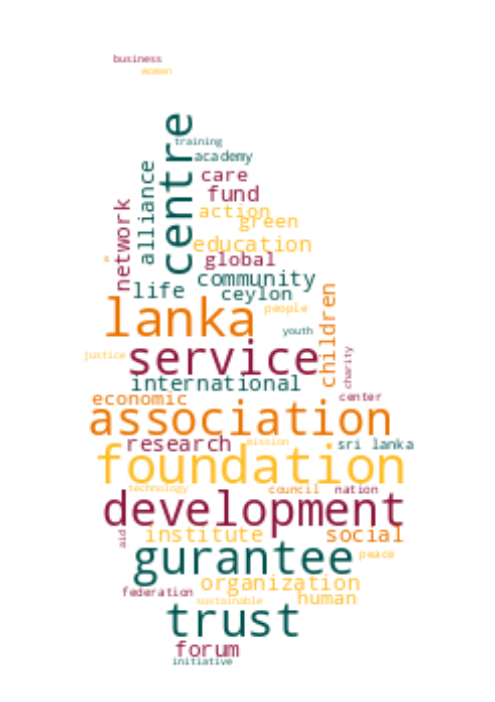 business
women
centre
training
academy
alliance
care
fund
network
action
green
education
global
community
life
ceylon
children
people
lanka
youth
service
justice
charity
international
economic
center
association
research
mission
sri lanka
foundation
technology
council
nation
development
aid
institute
social
gurantee
peace
organization
federation
human
sustainable
trust
forum
initiative